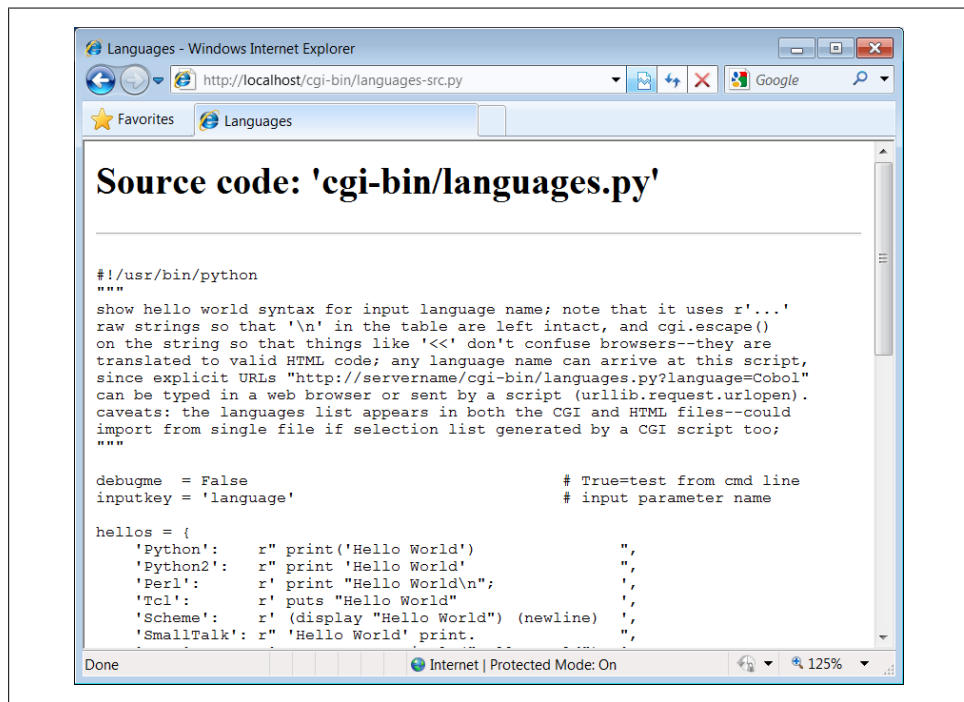 Languages - Windows Internet Explorer
http://localhost/cgi-bin/languages-src.py
Google
Favorites
Languages
Source code: 'cgi-bin/languages.py'
#!/usr/bin/python
"""
show hello world syntax for input language name; note that it uses r'...'
raw strings so that '\n' in the table are left intact, and cgi.escape()
on the string so that things like '<<' don't confuse browsers--they are
translated to valid HTML code; any language name can arrive at this script,
since explicit URLs "http://servername/cgi-bin/languages.py?language=Cobol"
can be typed in a web browser or sent by a script (urllib.request.urlopen).
caveats: the languages list appears in both the CGI and HTML files--could
import from single file if selection list generated by a CGI script too;
"""
debugme  = False                                 # True=test from cmd line
inputkey = 'language'                            # input parameter name
hellos = {
    'Python':    r" print('Hello World')               ",
    'Python2':   r" print 'Hello World'                ",
    'Perl':      r' print "Hello World\n";             ',
    'Tcl':       r' puts "Hello World"                 ',
    'Scheme':    r' (display "Hello World") (newline)  ',
    'SmallTalk': r" 'Hello World' print.               ",
Done
Internet | Protected Mode: On
125%